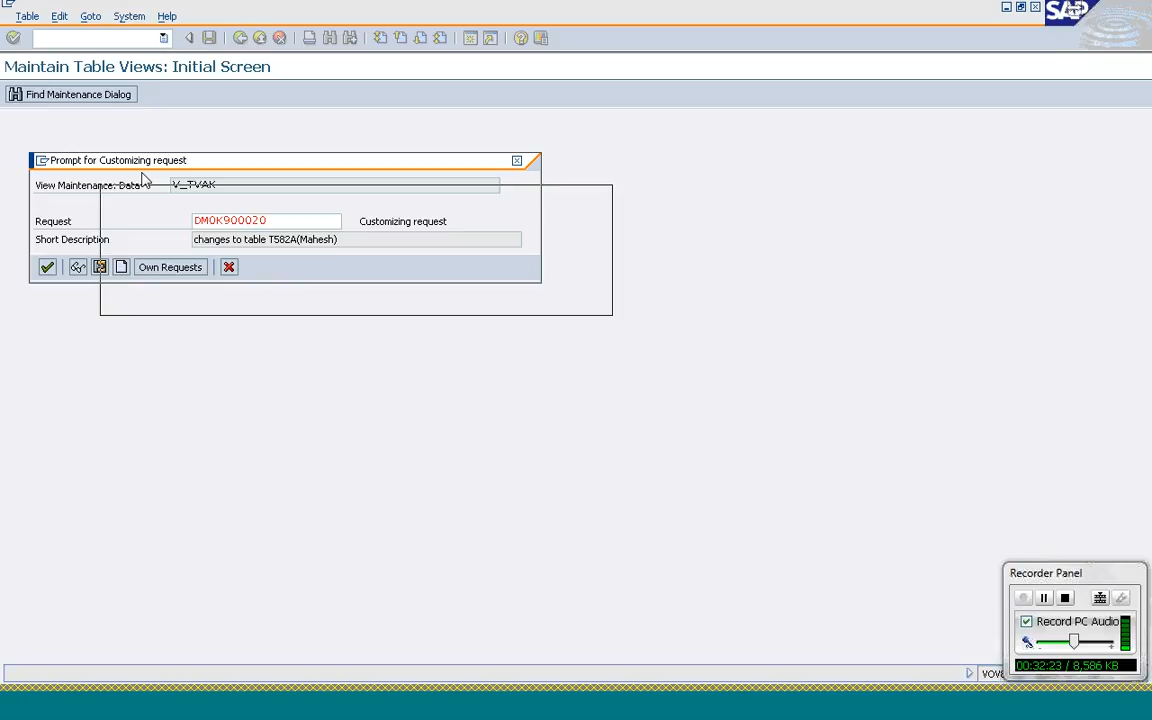 Table Edit Goto System Help
SAP
Maintain Table Views: Initial Screen
Find Maintenance Dialog
Prompt for Customizing request
View Maintenance: Data V_TVAK
Request DM0K900020 Customizing request
Short Description changes to table T582A(Mahesh)
Own Requests
Recorder Panel
Record PC Audio
- +
00:32:23 / 8,586 KB